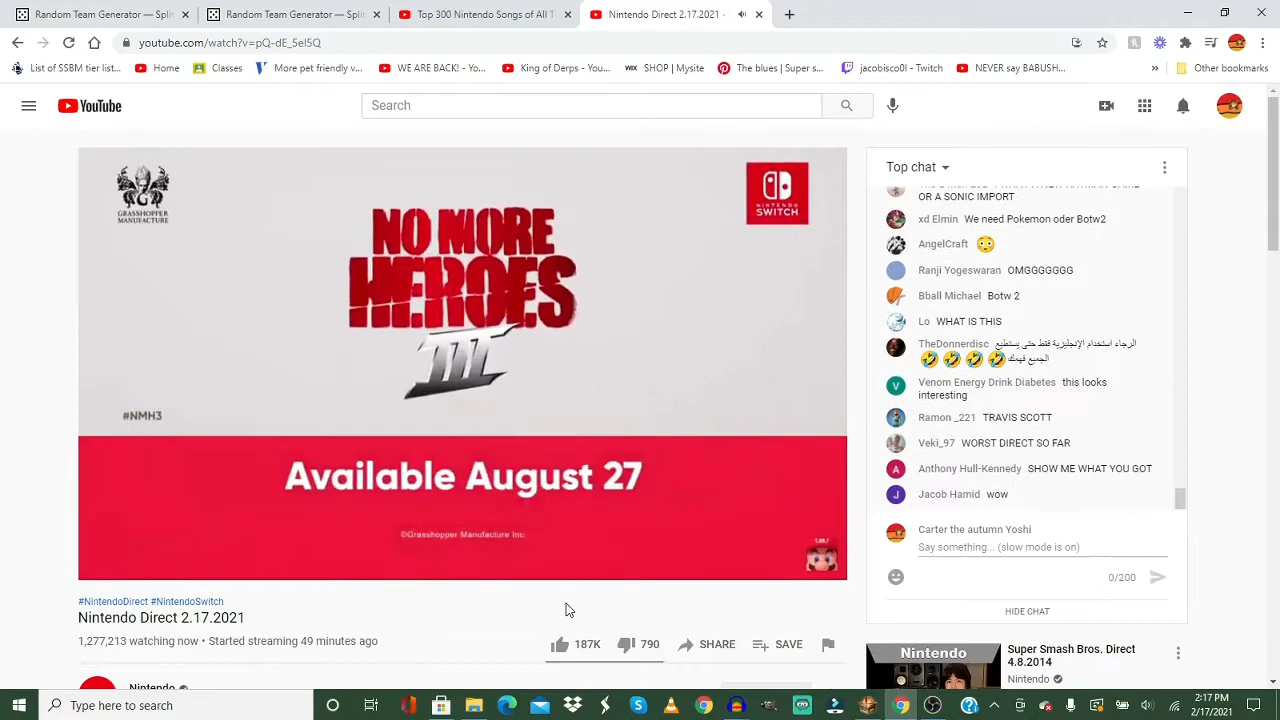 Random Team Generator – Split
Random Team Generator – Split
Top 300 Nintendo Songs of All T
Nintendo Direct 2.17.2021 -
youtube.com/watch?v=pQ-dE_5eI5Q
List of SSBM tier list...
Home
Classes
More pet friendly v...
WE ARE BACK! - Yo...
King of Derps - You...
WIX SHOP | Mysite
The blues | Super s...
jacobisco0l - Twitch
NEVER say BABUSH...
»
Other bookmarks
YouTube
Search
GRASSHOPPER
MANUFACTURE
NINTENDO
SWITCH
NO MORE
HEROES
III
#NMH3
Available August 27
©Grasshopper Manufacture Inc.
#NintendoDirect #NintendoSwitch
Nintendo Direct 2.17.2021
1,277,213 watching now • Started streaming 49 minutes ago
187K
790
SHARE
SAVE
Nintendo
Top chat
OR A SONIC IMPORT
xd Elmin We need Pokemon oder Botw2
AngelCraft 😳
Ranji Yogeswaran OMGGGGGGG
Bball Michael Botw 2
Lo WHAT IS THIS
TheDonnerdisc الرجاء استخدام الإنجليزية فقط حتى يستطيع
🤣 🤣 🤣 🤣 الجميع فهمك
Venom Energy Drink Diabetes this looks
interesting
Ramon _221 TRAVIS SCOTT
Veki_97 WORST DIRECT SO FAR
Anthony Hull-Kennedy SHOW ME WHAT YOU GOT
Jacob Hamid wow
Carter the autumn Yoshi
Say something... (slow mode is on)
0/200
HIDE CHAT
Nintendo
Super Smash Bros. Direct
4.8.2014
Nintendo
Type here to search
2:17 PM
2/17/2021